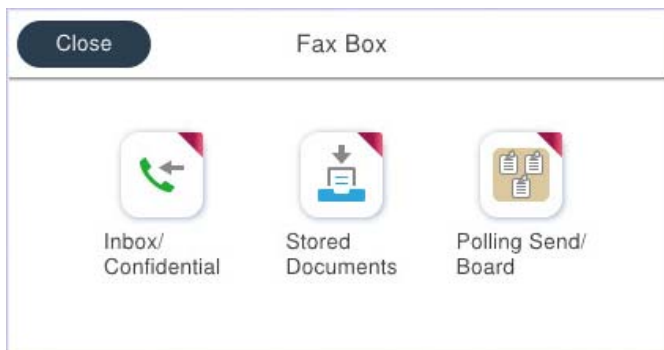 Close
Fax Box
Inbox/
Confidential
Stored
Documents
Polling Send/
Board